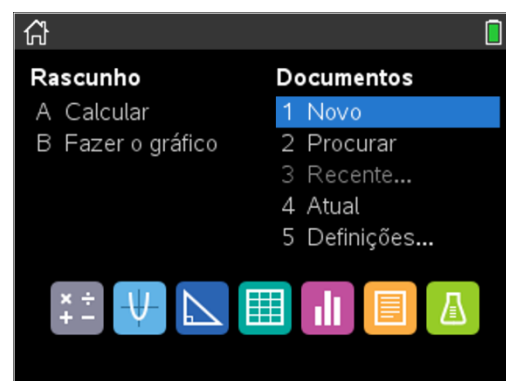 Rascunho
A Calcular
B Fazer o gráfico
Documentos
1 Novo
2 Procurar
3 Recente...
4 Atual
5 Definições...